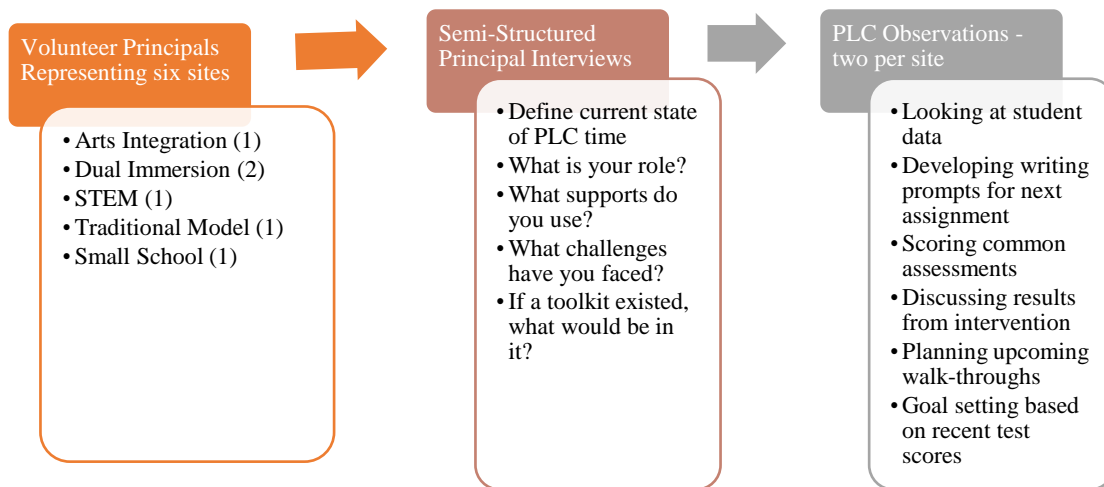 Volunteer Principals
Representing six sites
• Arts Integration (1)
• Dual Immersion (2)
• STEM (1)
• Traditional Model (1)
• Small School (1)
Semi-Structured
Principal Interviews
• Define current state
of PLC time
• What is your role?
• What supports do
you use?
• What challenges
have you faced?
• If a toolkit existed,
what would be in
it?
PLC Observations -
two per site
• Looking at student
data
• Developing writing
prompts for next
assignment
• Scoring common
assessments
• Discussing results
from intervention
• Planning upcoming
walk-throughs
• Goal setting based
on recent test
scores